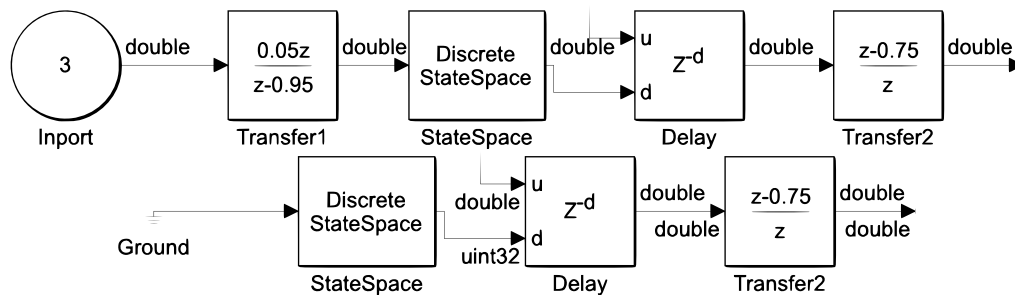 double double double double double
3
0.05z
z-0.95
Discrete
StateSpace
u
d
Z-d
z-0.75
z
Inport Transfer1 StateSpace Delay Transfer2
Discrete
StateSpace
u
d
Z-d
z-0.75
z
double double double
double double
Ground
uint32
StateSpace Delay Transfer2